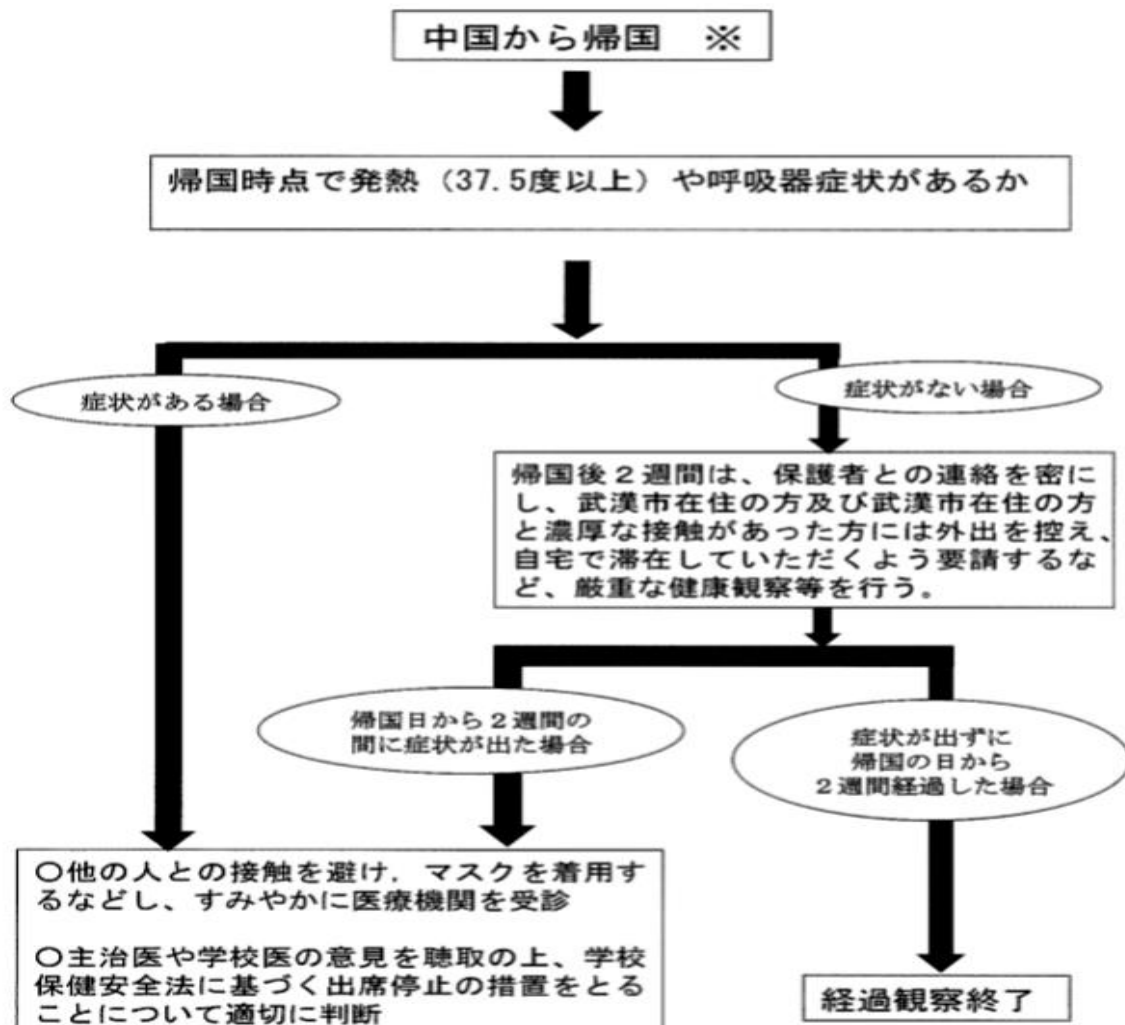 中国から帰国　※
帰国時点で発熱（37.5度以上）や呼吸器症状があるか
症状がある場合
症状がない場合
帰国後２週間は、保護者との連絡を密に
し、武漢市在住の方及び武漢市在住の方
と濃厚な接触があった方には外出を控え、
自宅で滞在していただくよう要請するな
ど、厳重な健康観察等を行う。
帰国日から２週間の
間に症状が出た場合
症状が出ずに
帰国の日から
２週間経過した場合
〇他の人との接触を避け，マスクを着用す
るなどし、すみやかに医療機関を受診
〇主治医や学校医の意見を聴取の上、学校
保健安全法に基づく出席停止の措置をとる
ことについて適切に判断
経過観察終了